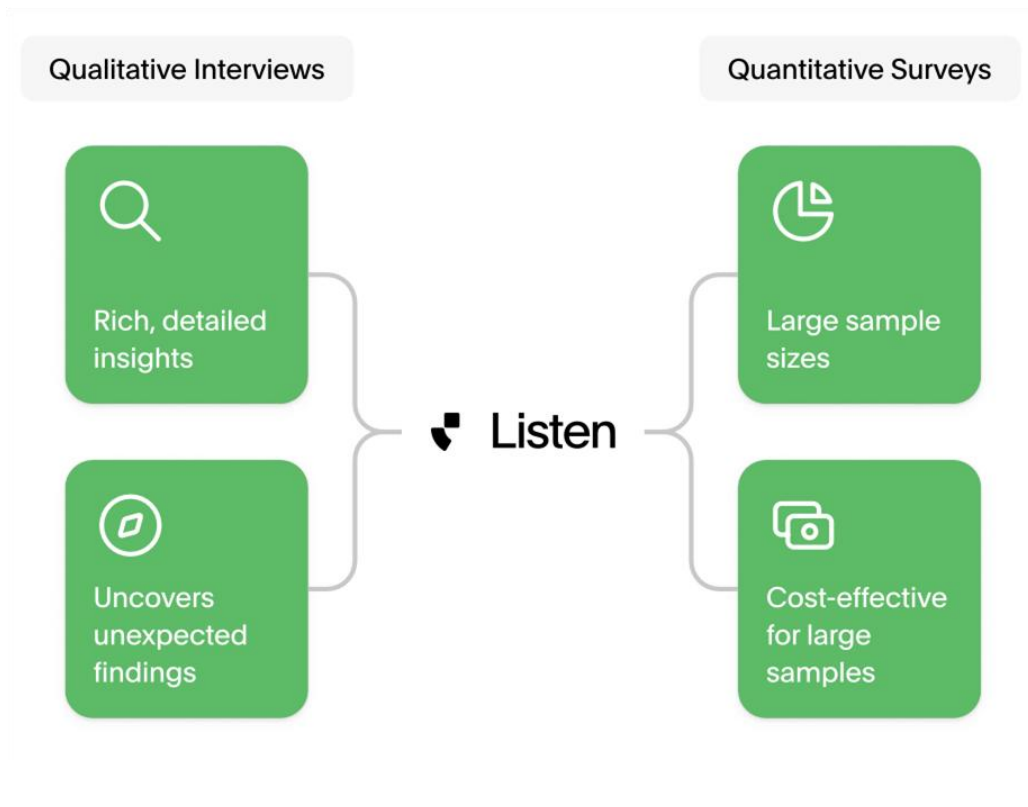 Qualitative Interviews
Quantitative Surveys
Rich, detailed
insights
Large sample
sizes
Listen
Uncovers
unexpected
findings
Cost-effective
for large
samples